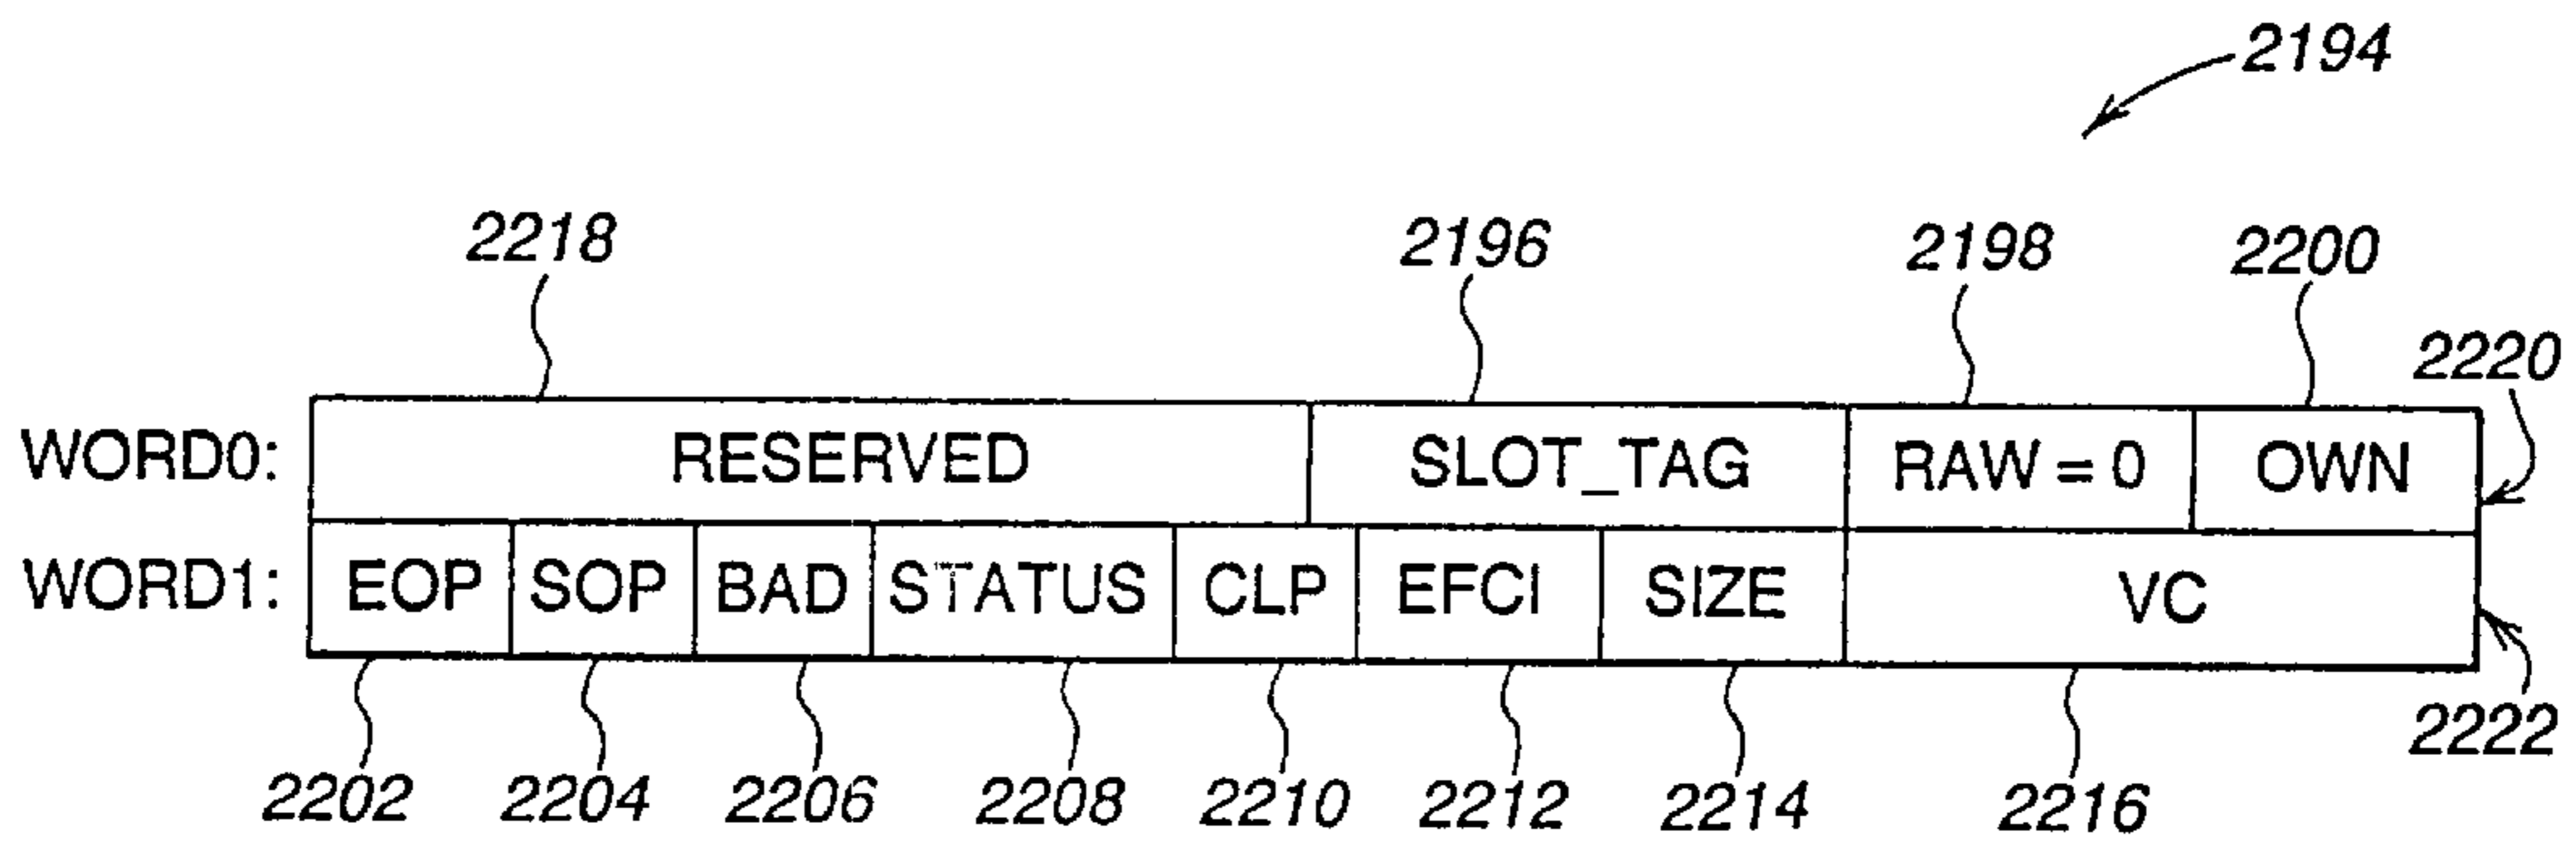 2194
2218 2196 2198 2200
2220
WORD0: RESERVED SLOT_TAG RAW = 0 OWN
WORD1: EOP SOP BAD STATUS CLP EFCI SIZE VC
2222
2202 2204 2206 2208 2210 2212 2214 2216